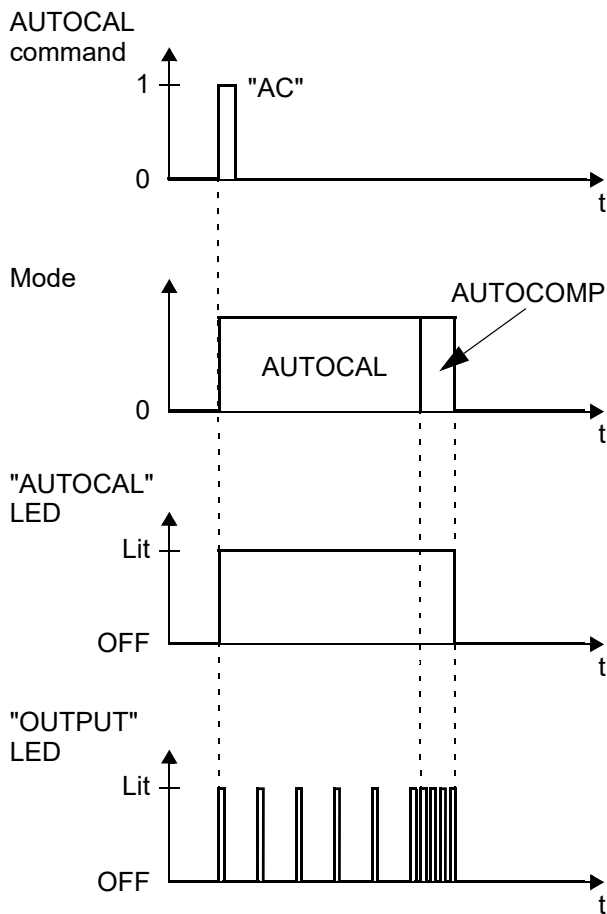 AUTOCAL
command
1
"AC"
0
t
Mode
AUTOCOMP
AUTOCAL
0
t
"AUTOCAL"
LED
Lit
OFF
t
"OUTPUT"
LED
Lit
OFF
t